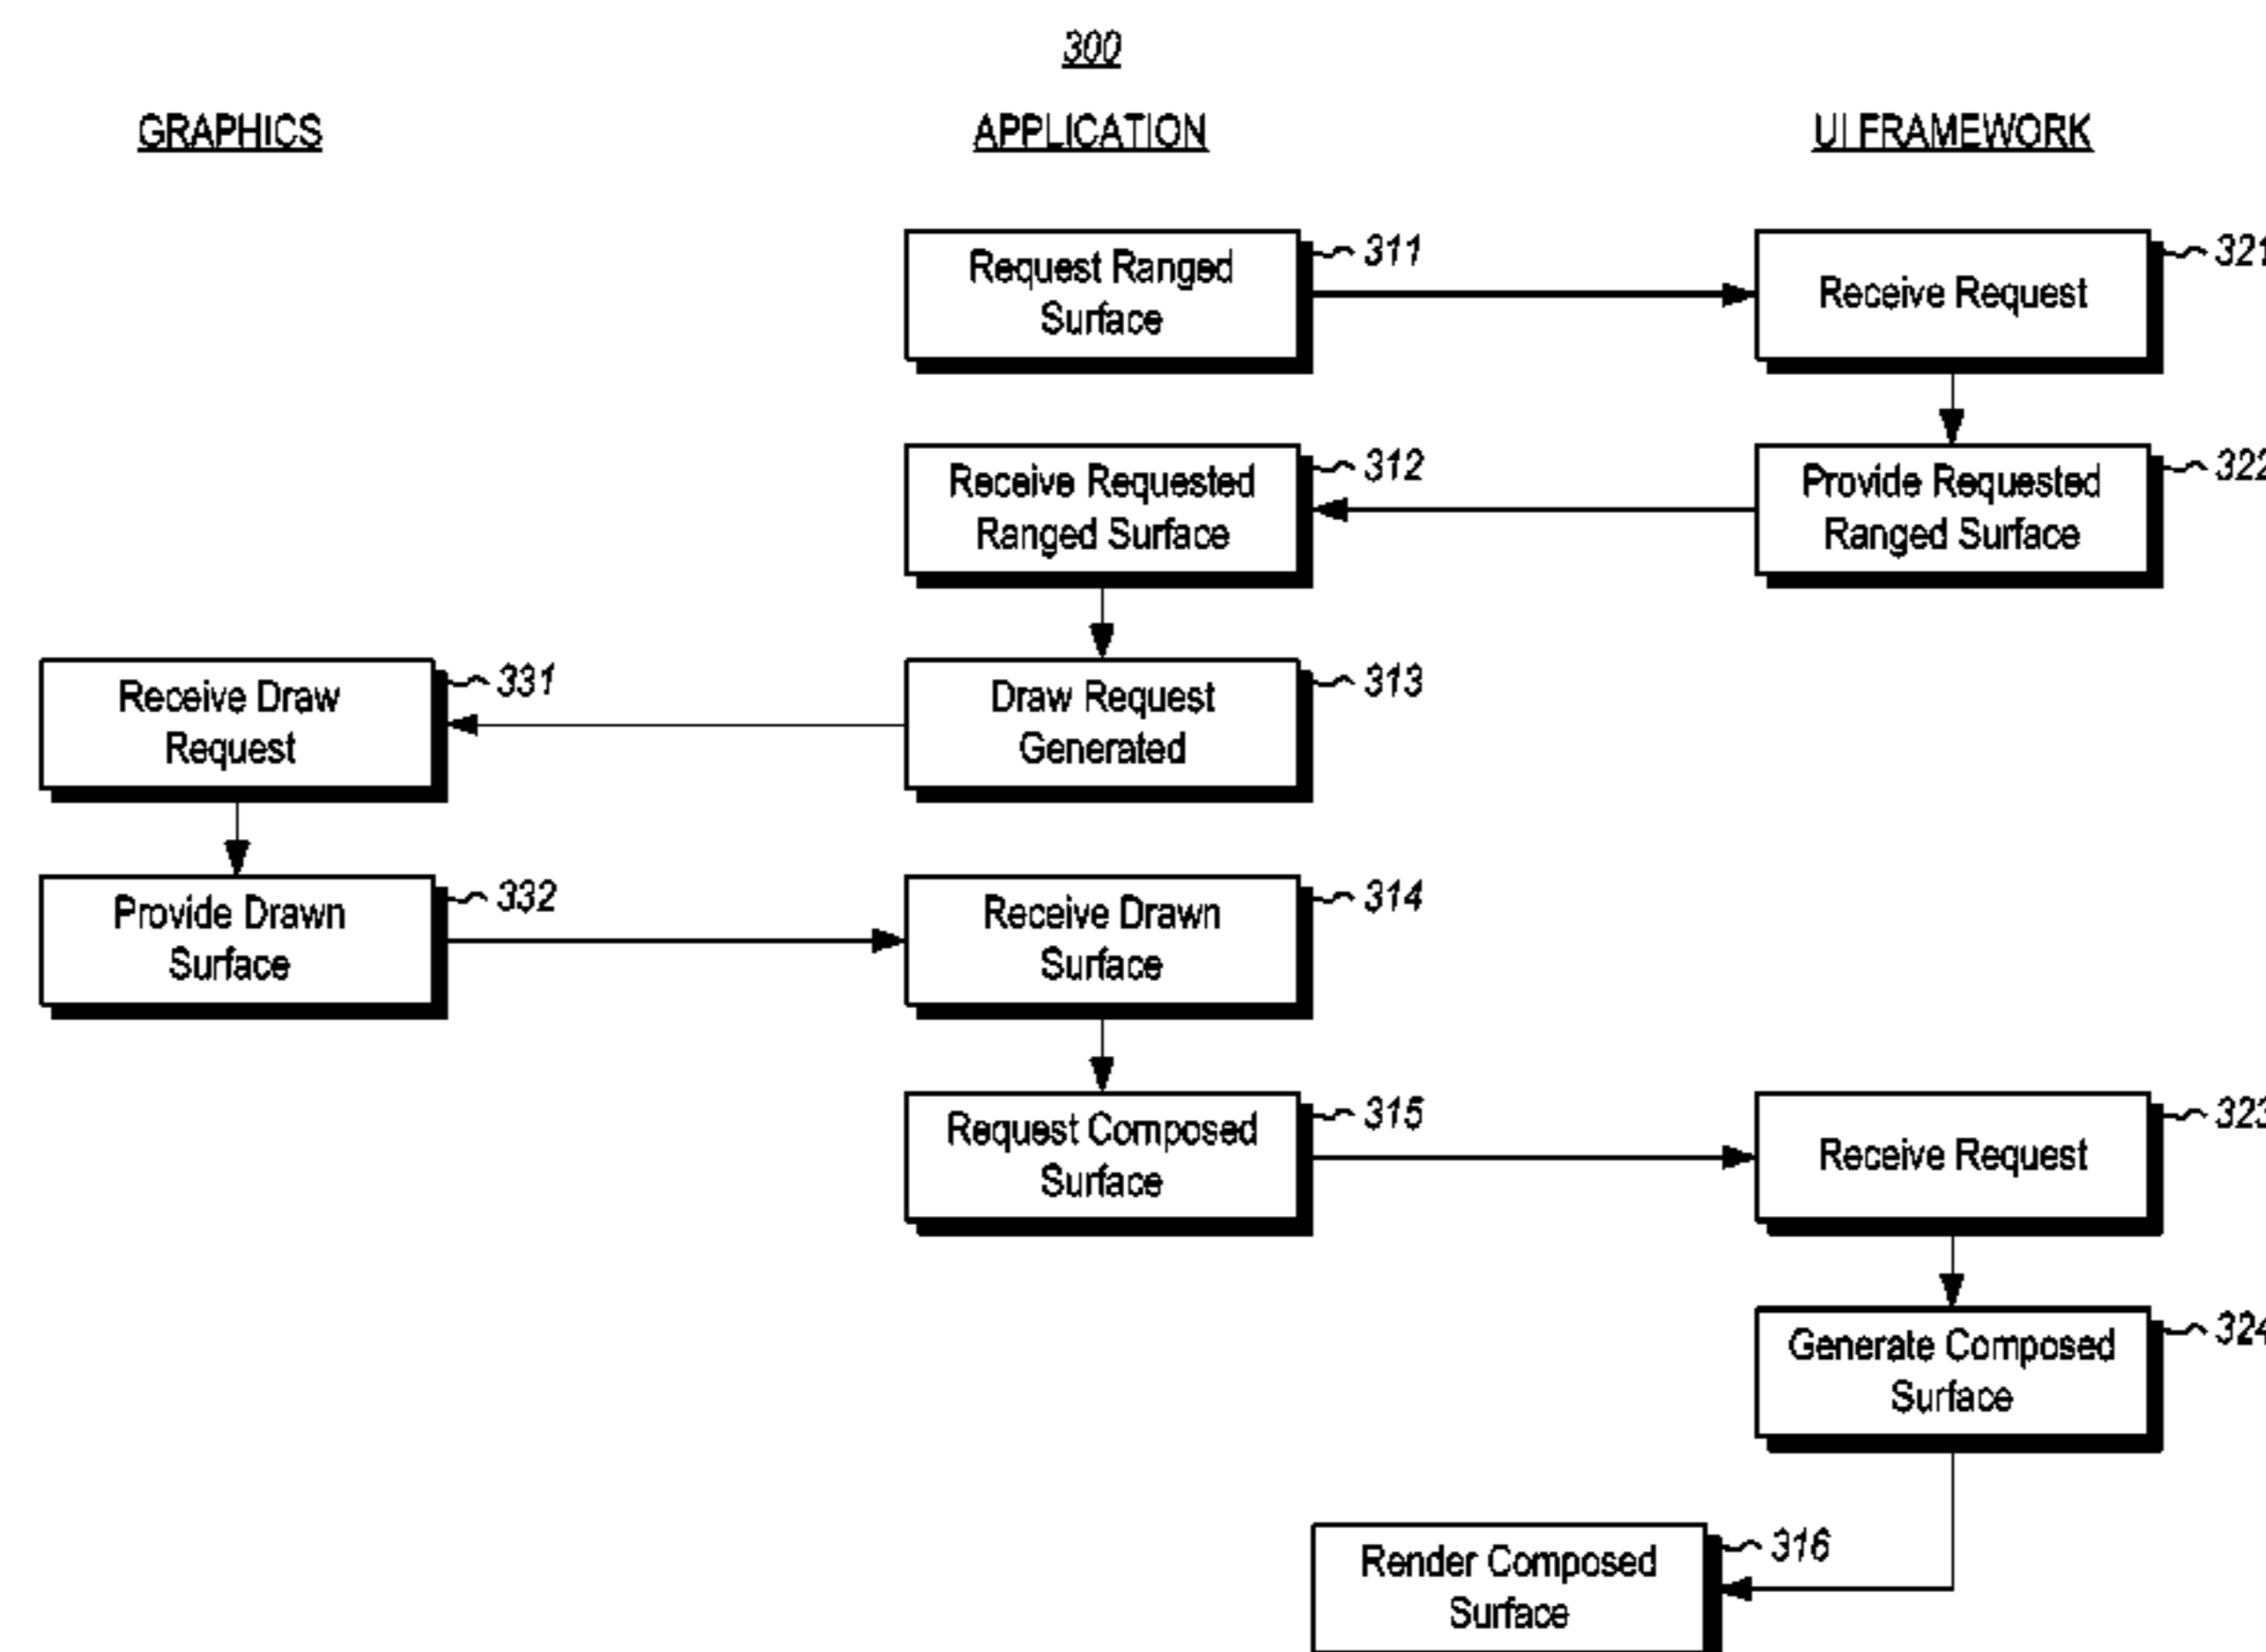 300
GRAPHICS
APPLICATION
UI FRAMEWORK
Request Ranged
Surface
311
Receive Request
321
Receive Requested
Ranged Surface
312
Provide Requested
Ranged Surface
322
Receive Draw
Request
331
Draw Request
Generated
313
Provide Drawn
Surface
332
Receive Drawn
Surface
314
Request Composed
Surface
315
Receive Request
323
Generate Composed
Surface
324
Render Composed
Surface
316